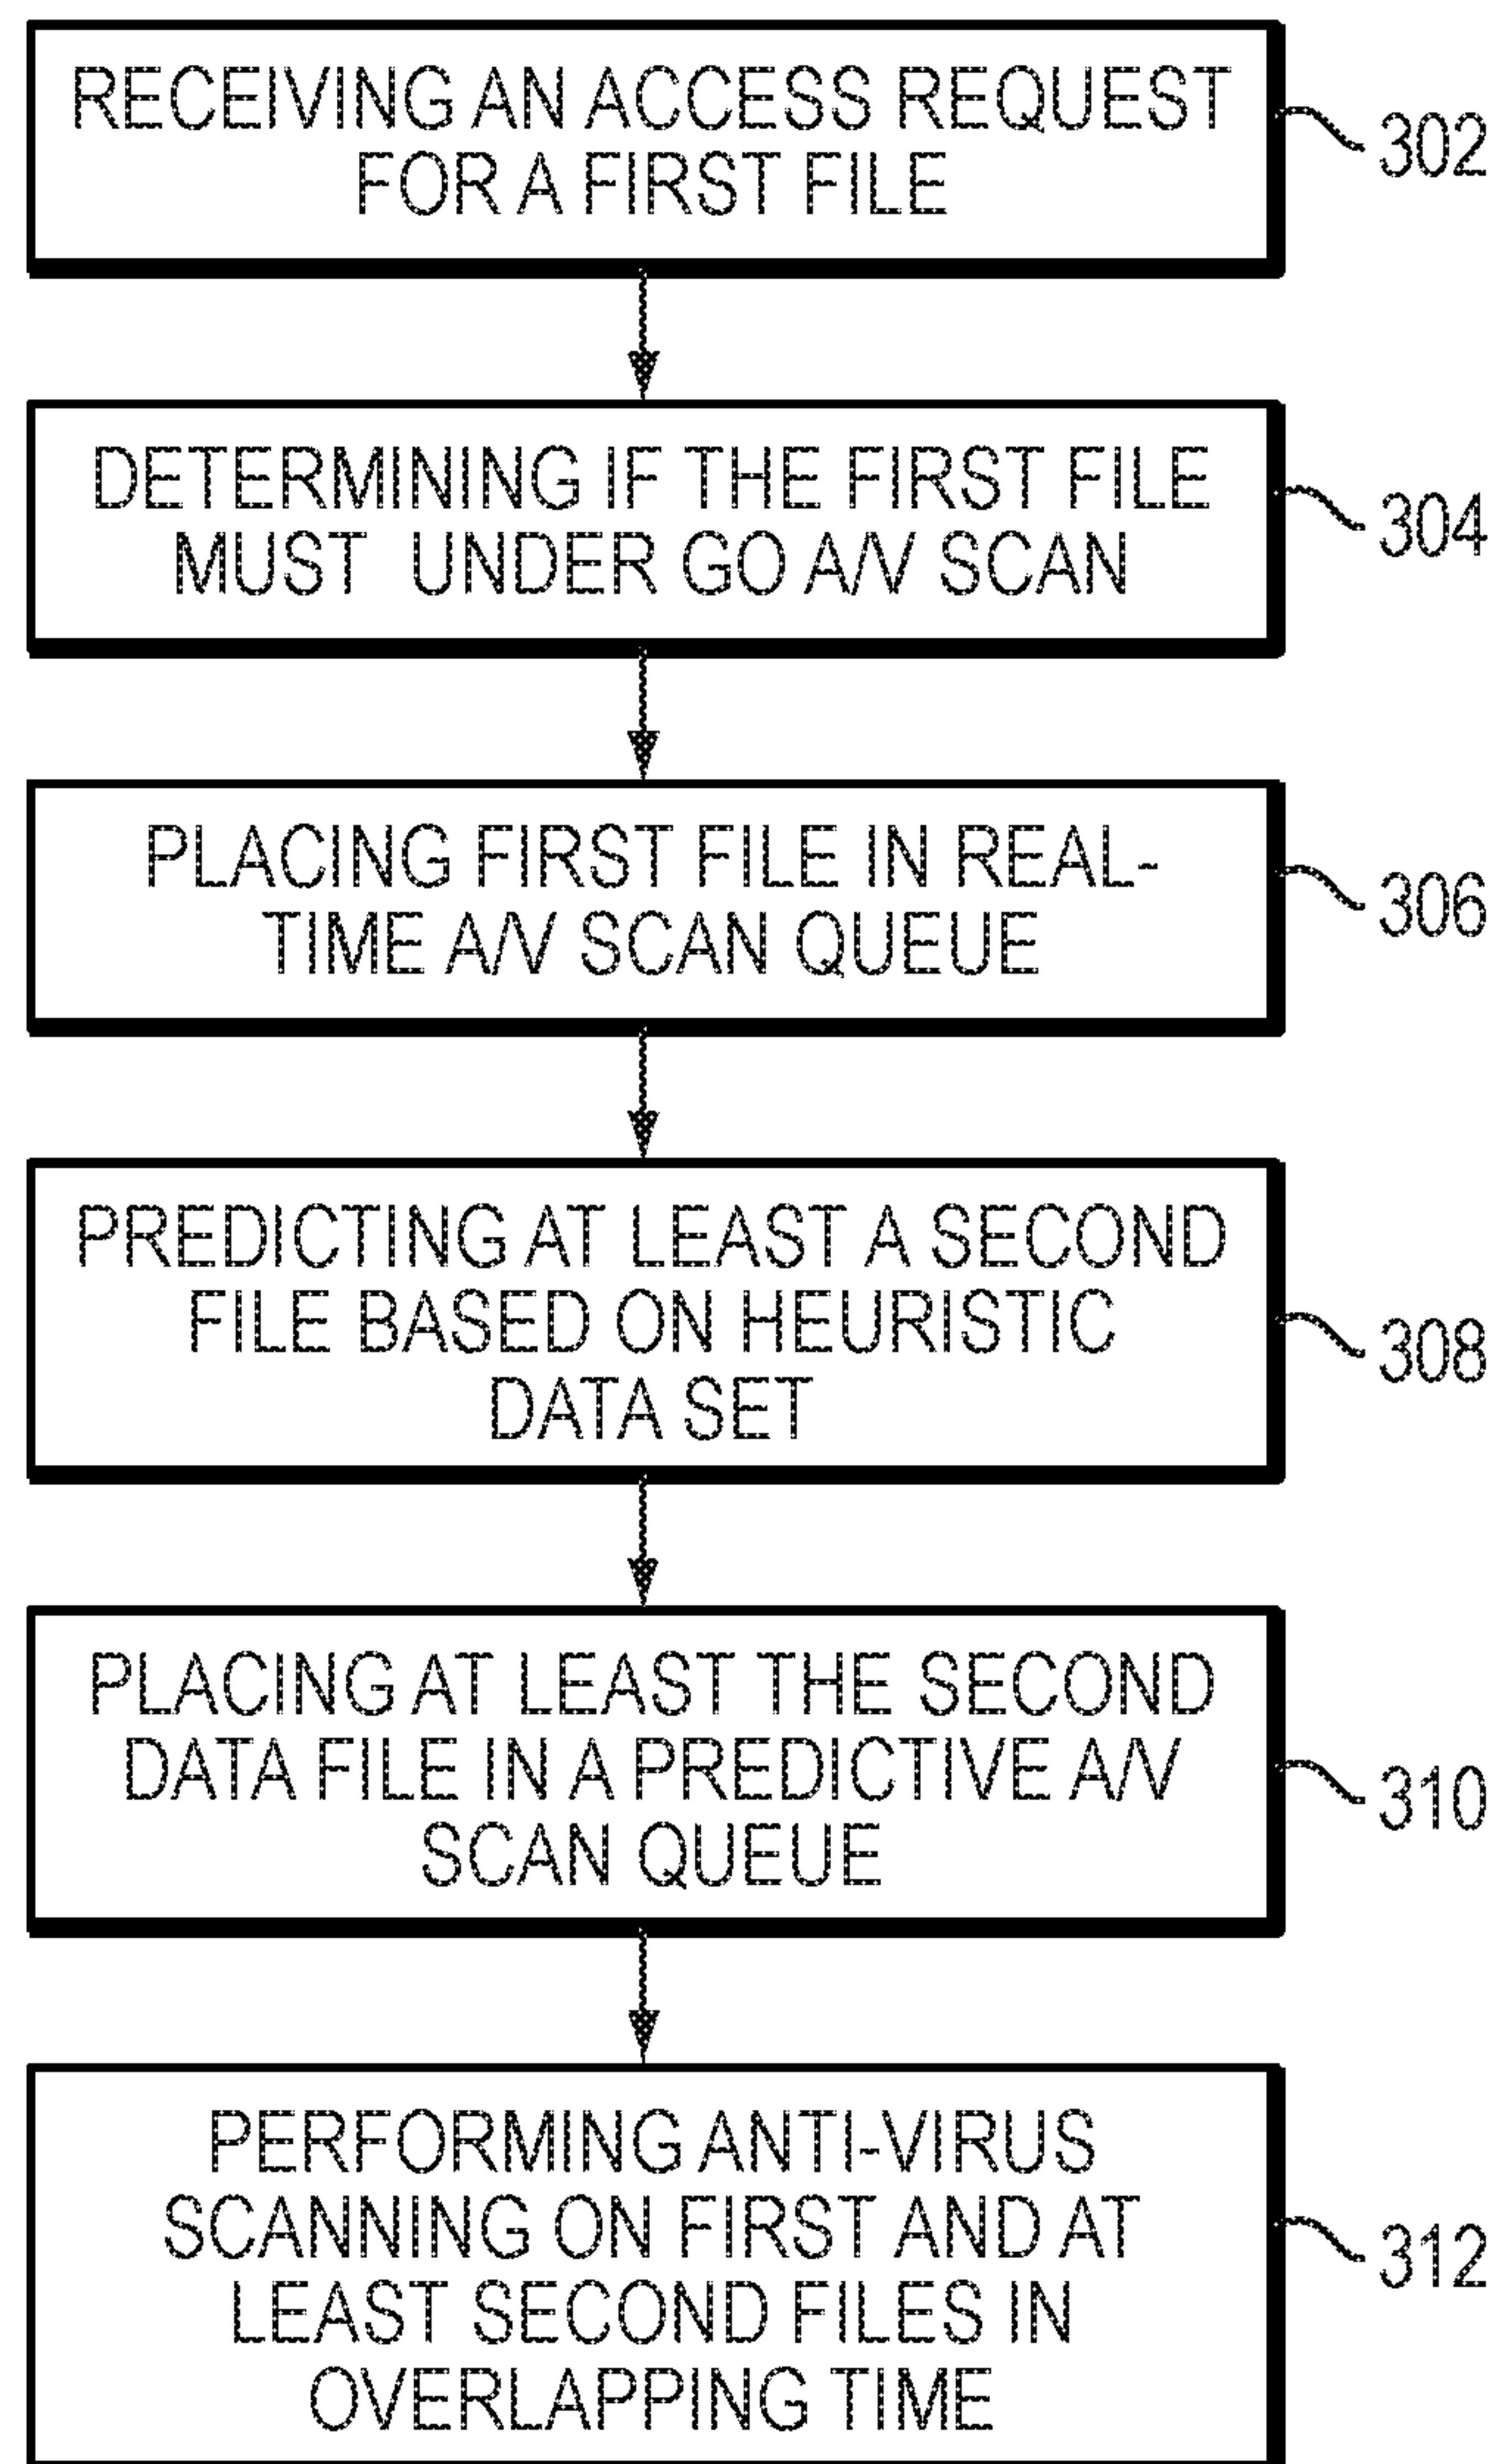 RECEIVING AN ACCESS REQUEST
FOR A FIRST FILE
302
DETERMINING IF THE FIRST FILE
MUST UNDER GO A/V SCAN
304
PLACING FIRST FILE IN REAL-
TIME A/V SCAN QUEUE
306
PREDICTING AT LEAST A SECOND
FILE BASED ON HEURISTIC
DATA SET
308
PLACING AT LEAST THE SECOND
DATA FILE IN A PREDICTIVE A/V
SCAN QUEUE
310
PERFORMING ANTI-VIRUS
SCANNING ON FIRST AND AT
LEAST SECOND FILES IN
OVERLAPPING TIME
312